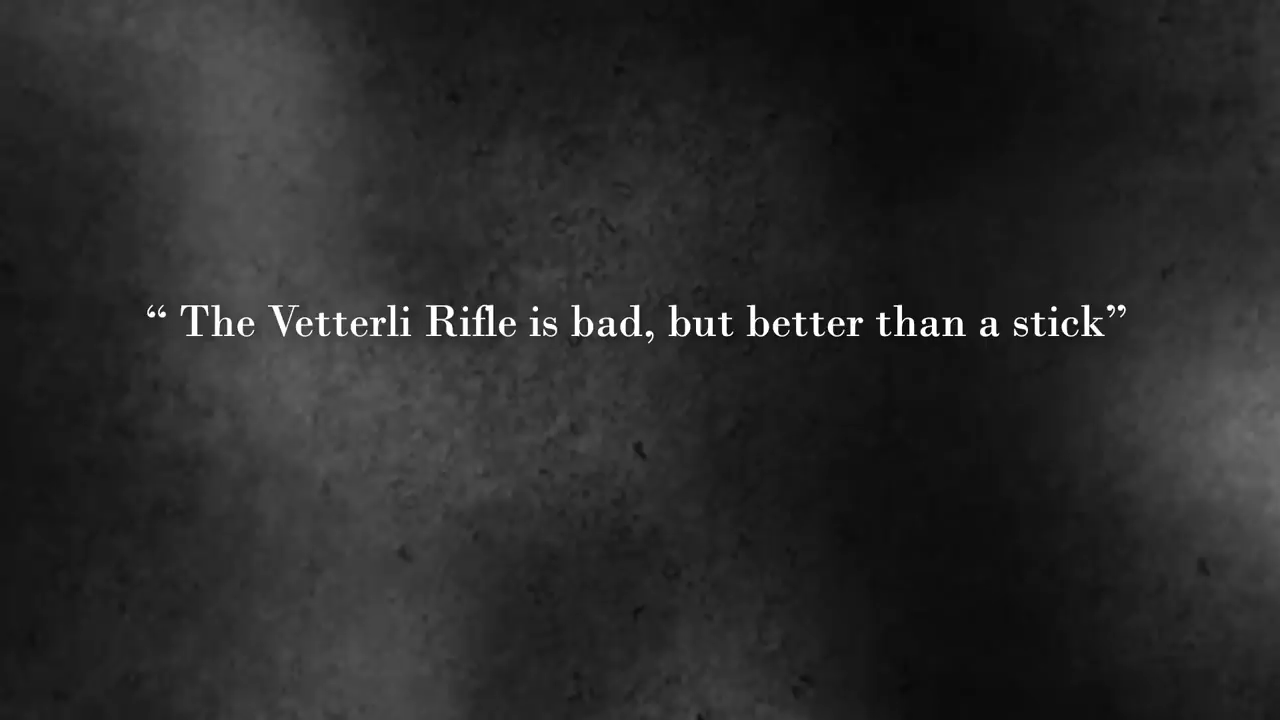 “ The Vetterli Rifle is bad, but better than a stick”